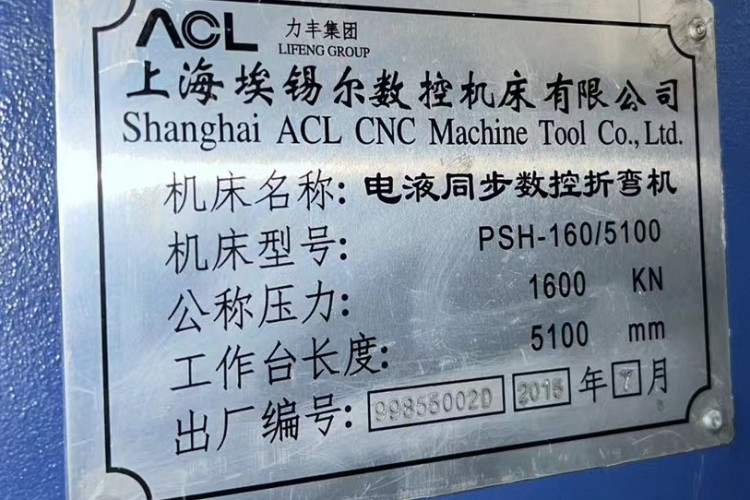 ACL 力丰集团
LIFENG GROUP
上海埃锡尔数控机床有限公司
Shanghai ACL CNC Machine Tool Co., Ltd.
机床名称: 电液同步数控折弯机
机床型号: PSH-160/5100
公称压力: 1600 KN
工作台长度: 5100 mm
出厂编号: 99855002D 2015 年 7 月